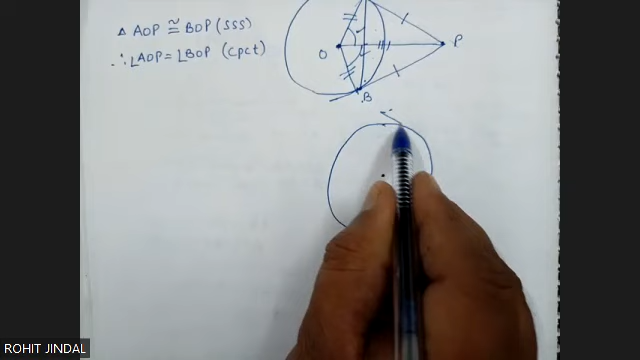 △ AOP ≅ BOP (SSS)
∴ ∠AOP = ∠BOP (cpct)
O
P
B
ROHIT JINDAL